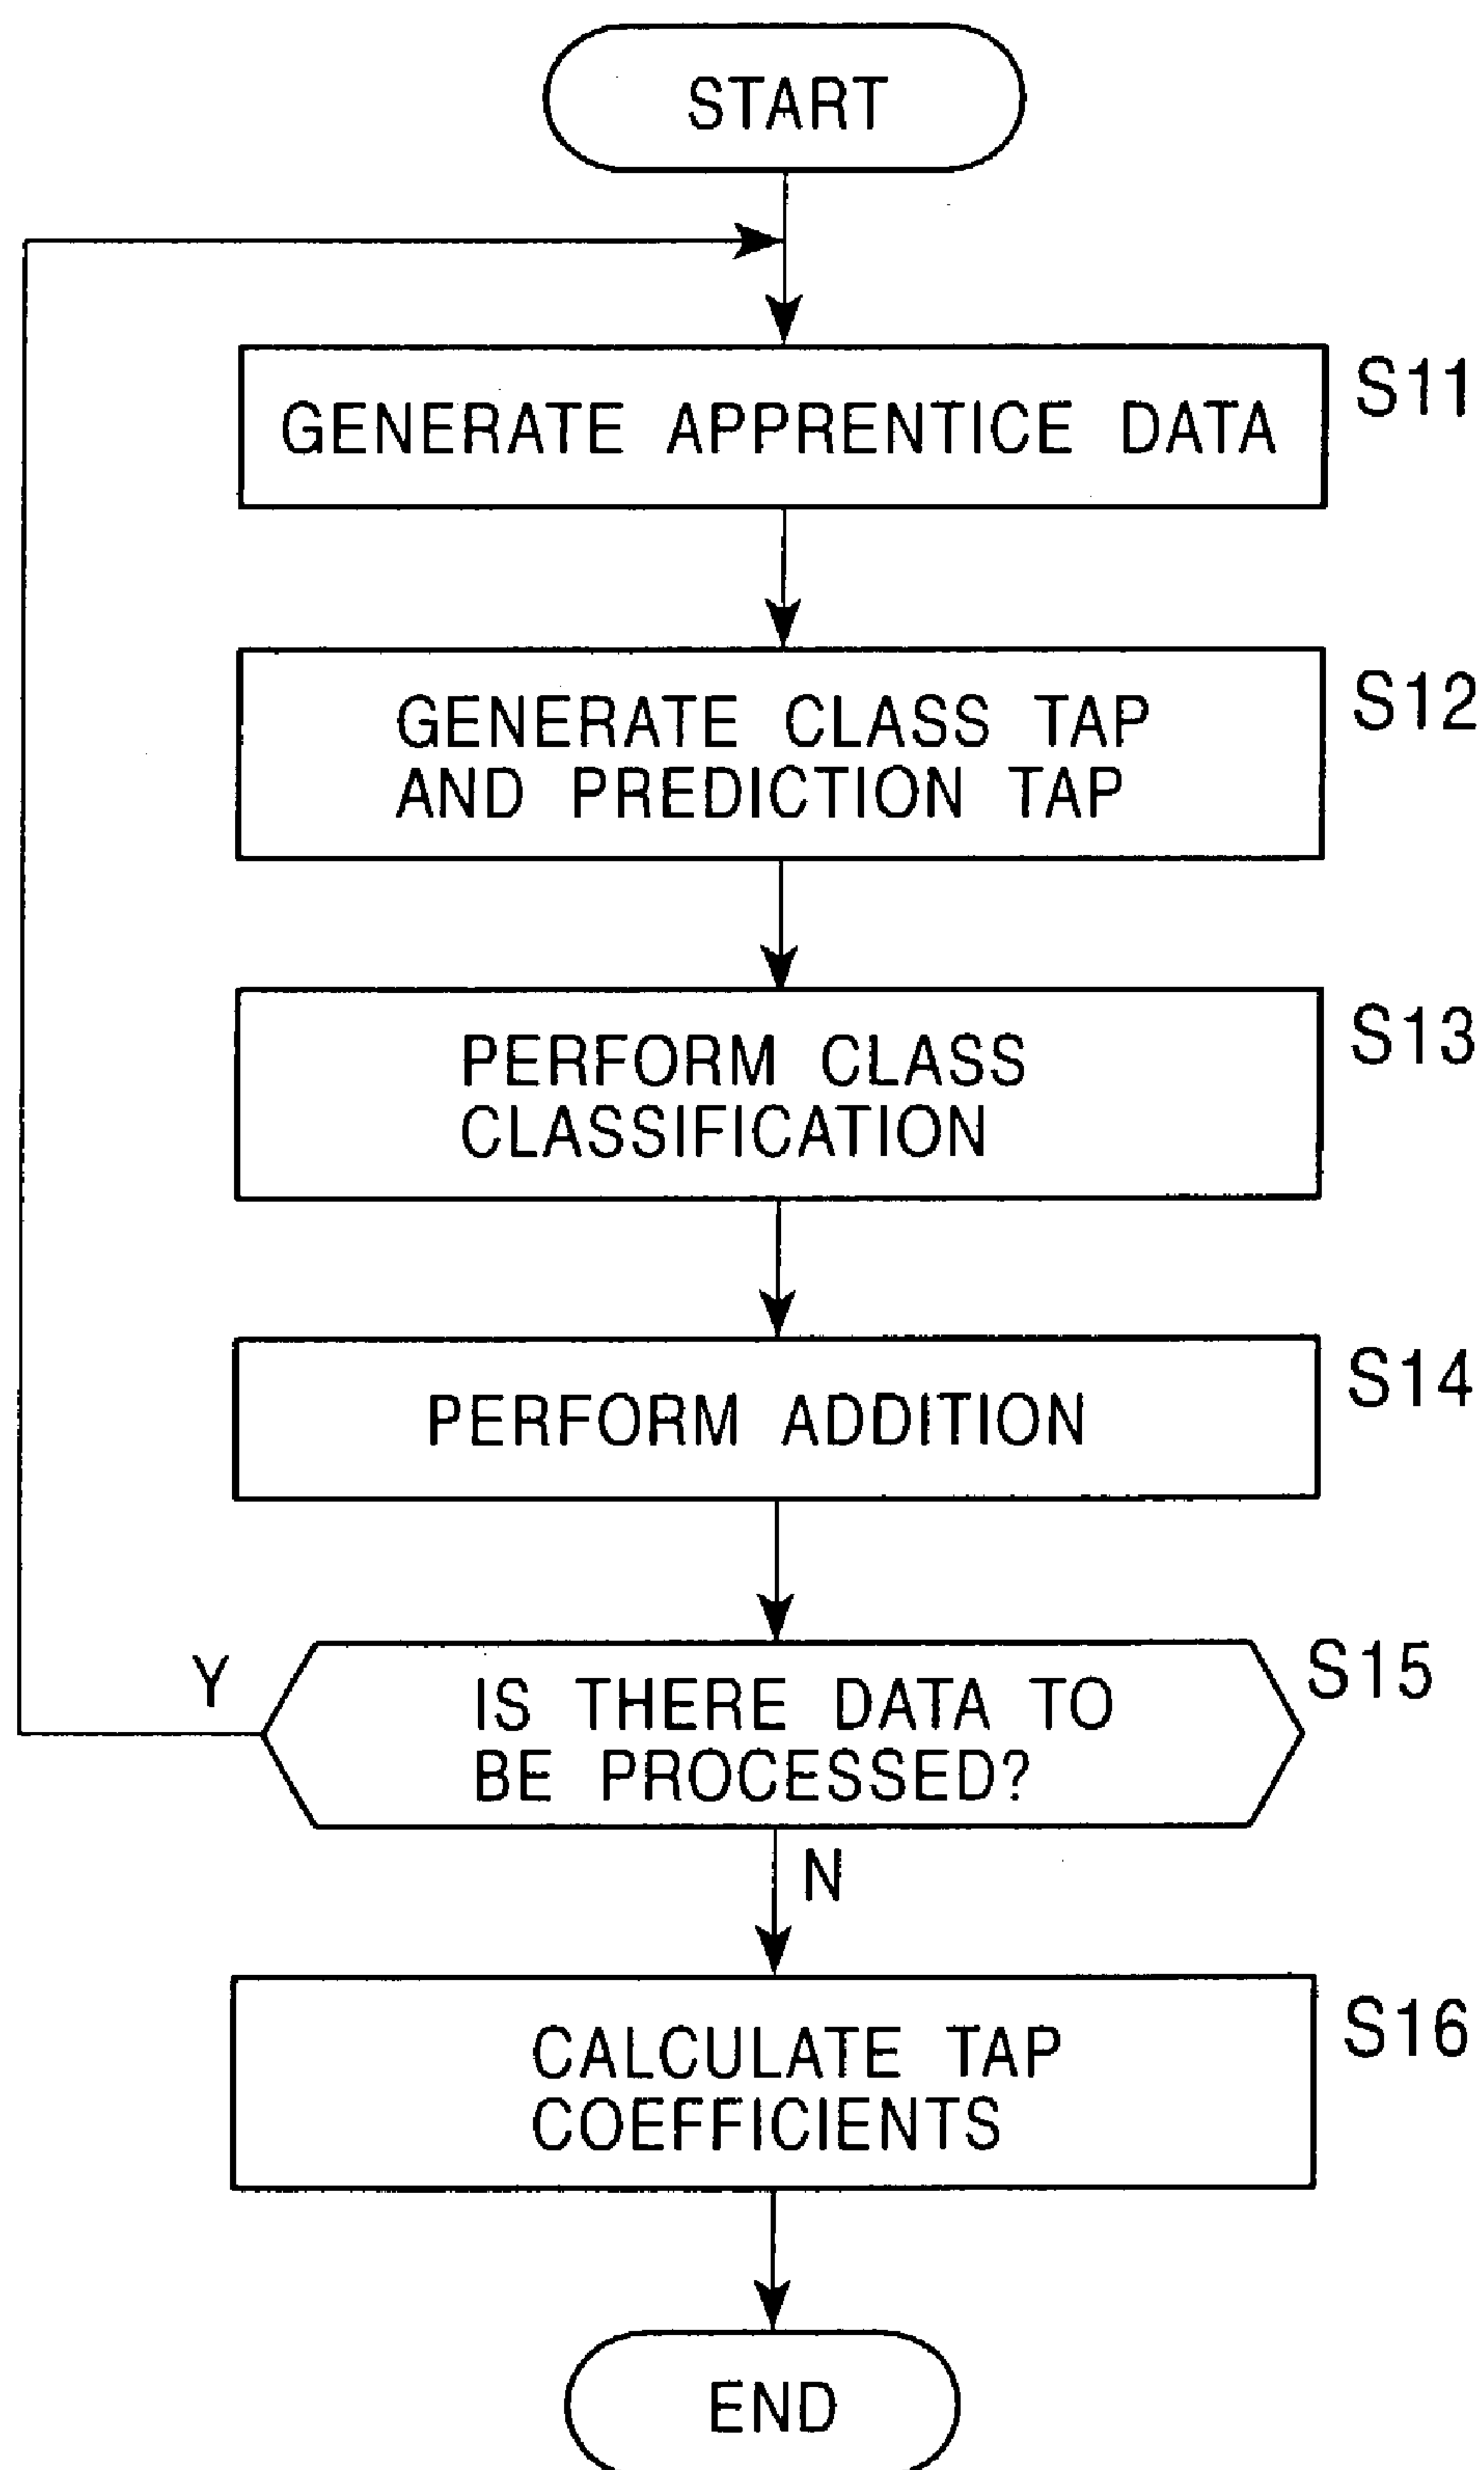 START
GENERATE APPRENTICE DATA
S11
GENERATE CLASS TAP
AND PREDICTION TAP
S12
PERFORM CLASS
CLASSIFICATION
S13
PERFORM ADDITION
S14
Y
IS THERE DATA TO
BE PROCESSED?
S15
N
CALCULATE TAP
COEFFICIENTS
S16
END